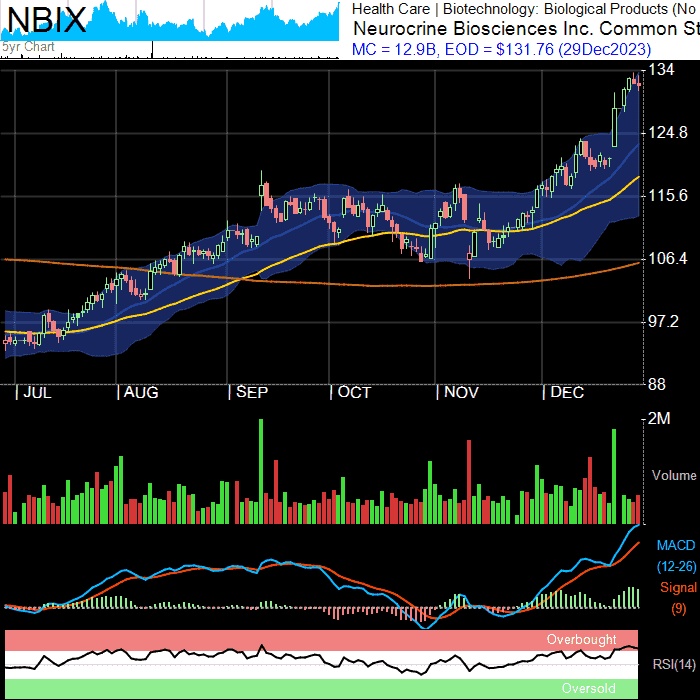 NBIX
5yr Chart
Health Care | Biotechnology: Biological Products (No
Neurocrine Biosciences Inc. Common St
MC = 12.9B, EOD = $131.76 (29Dec2023)
134
124.8
115.6
106.4
97.2
88
JUL AUG SEP OCT NOV DEC
2M
Volume
MACD
(12-26)
Signal
(9)
Overbought
RSI(14)
Oversold